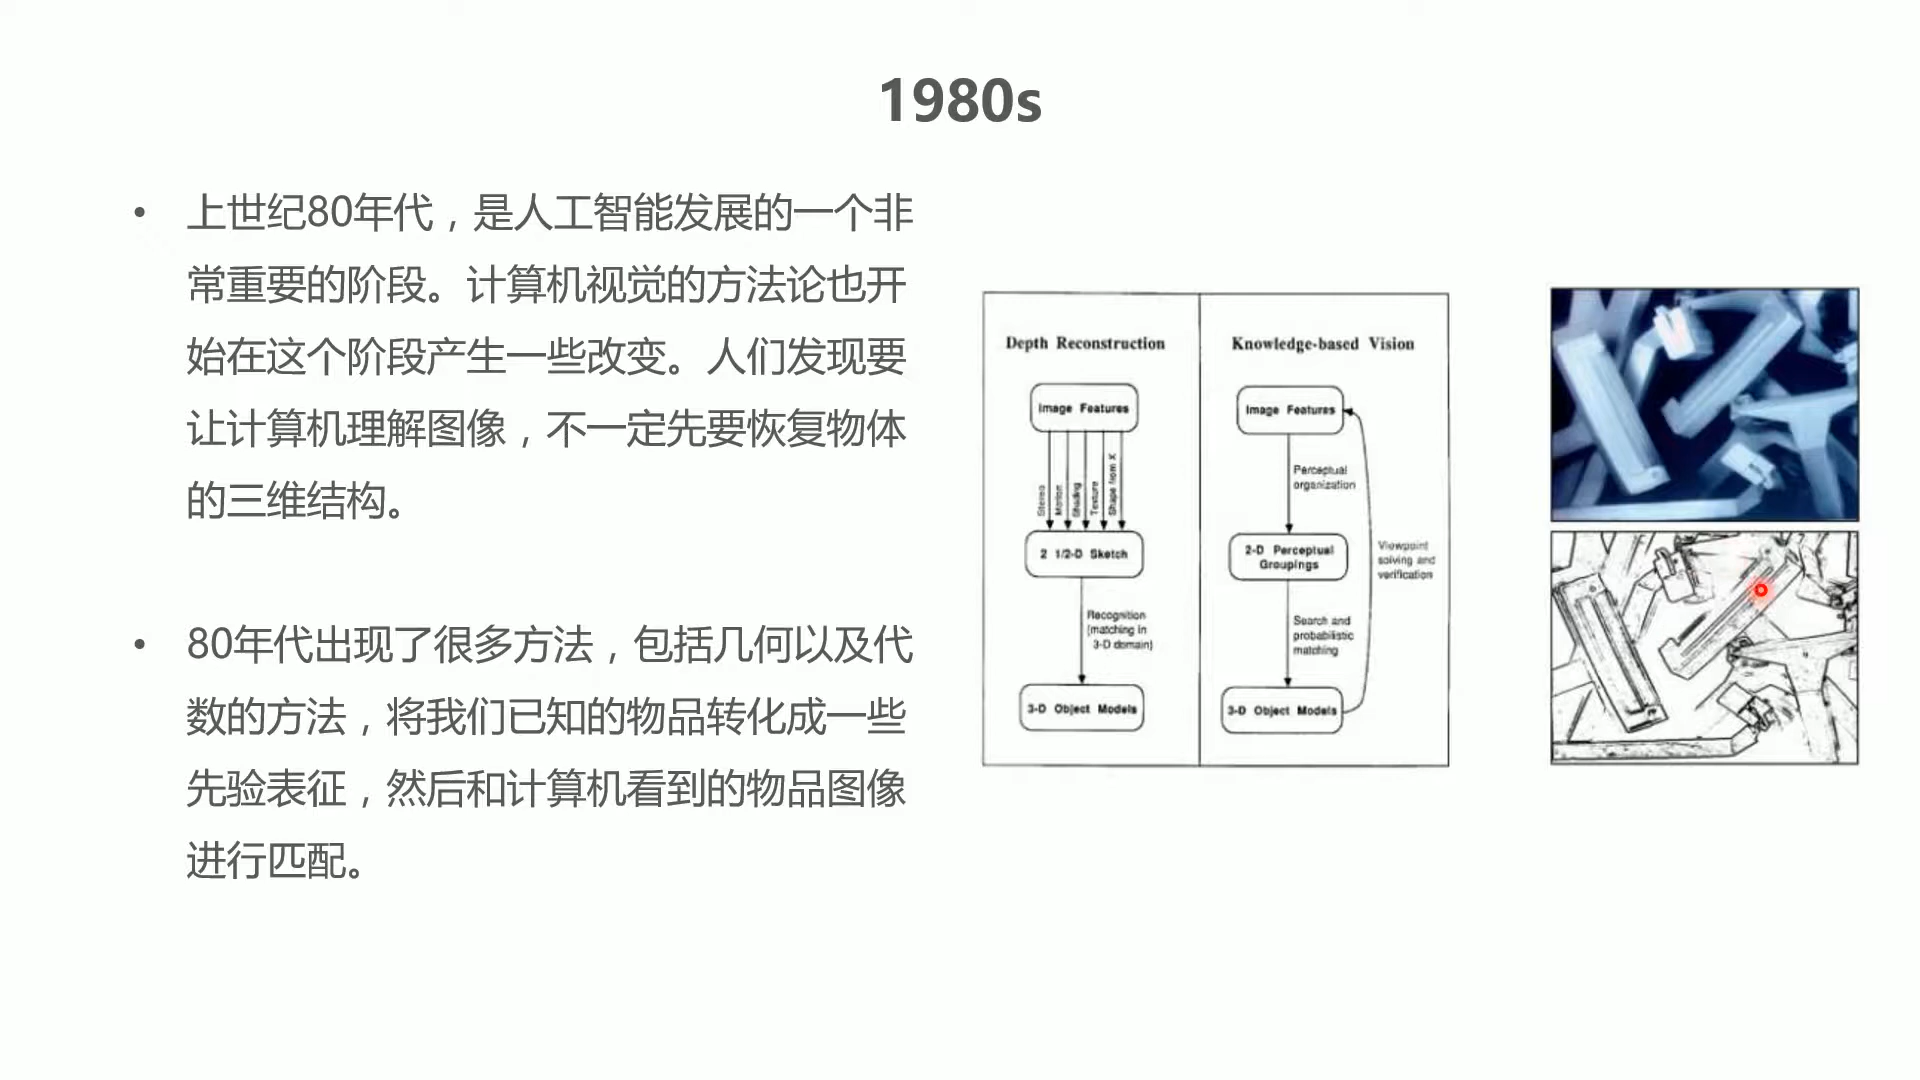 1980s
• 上世纪80年代，是人工智能发展的一个非
常重要的阶段。计算机视觉的方法论也开
始在这个阶段产生一些改变。人们发现要
让计算机理解图像，不一定先要恢复物体
的三维结构。
• 80年代出现了很多方法，包括几何以及代
数的方法，将我们已知的物品转化成一些
先验表征，然后和计算机看到的物品图像
进行匹配。
Depth Reconstruction
Image Features
Stereo
Motion
Shading
Texture
Shape from X
2 1/2-D Sketch
Recognition
(matching in
3-D domain)
3-D Object Models
Knowledge-based Vision
Image Features
Perceptual
organization
2-D Perceptual
Groupings
Search and
probabilistic
matching
3-D Object Models
Viewpoint
solving and
verification